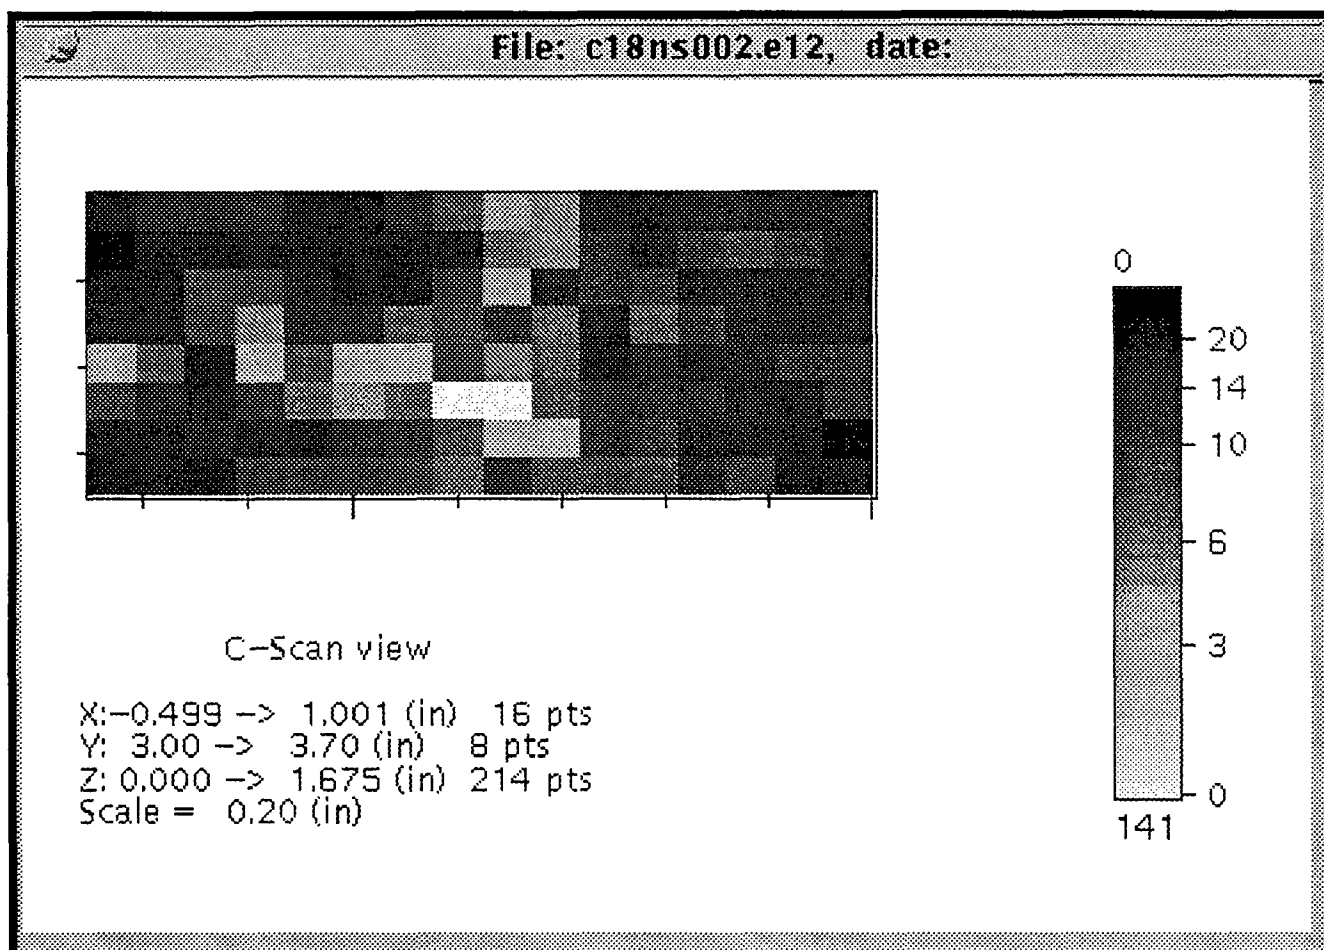 File: c18ns002.e12, date:
0
20
14
10
6
3
0
141
C-Scan view
X:-0.499 -> 1.001 (in) 16 pts
Y: 3.00 -> 3.70 (in) 8 pts
Z: 0.000 -> 1.675 (in) 214 pts
Scale = 0.20 (in)